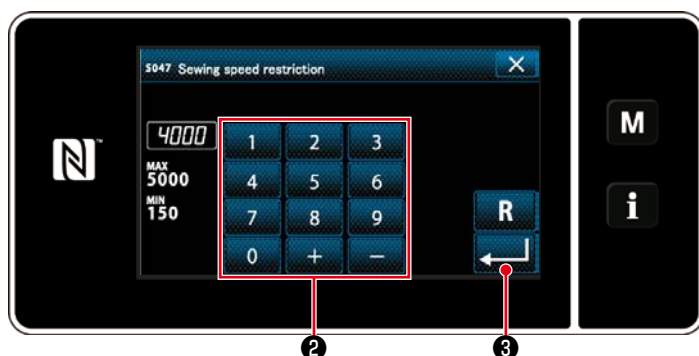 S047 Sewing speed restriction
4000
MAX
5000
MIN
150
1 2 3
4 5 6
7 8 9
0 + −
R
M
i
N
TM
❷ ❸